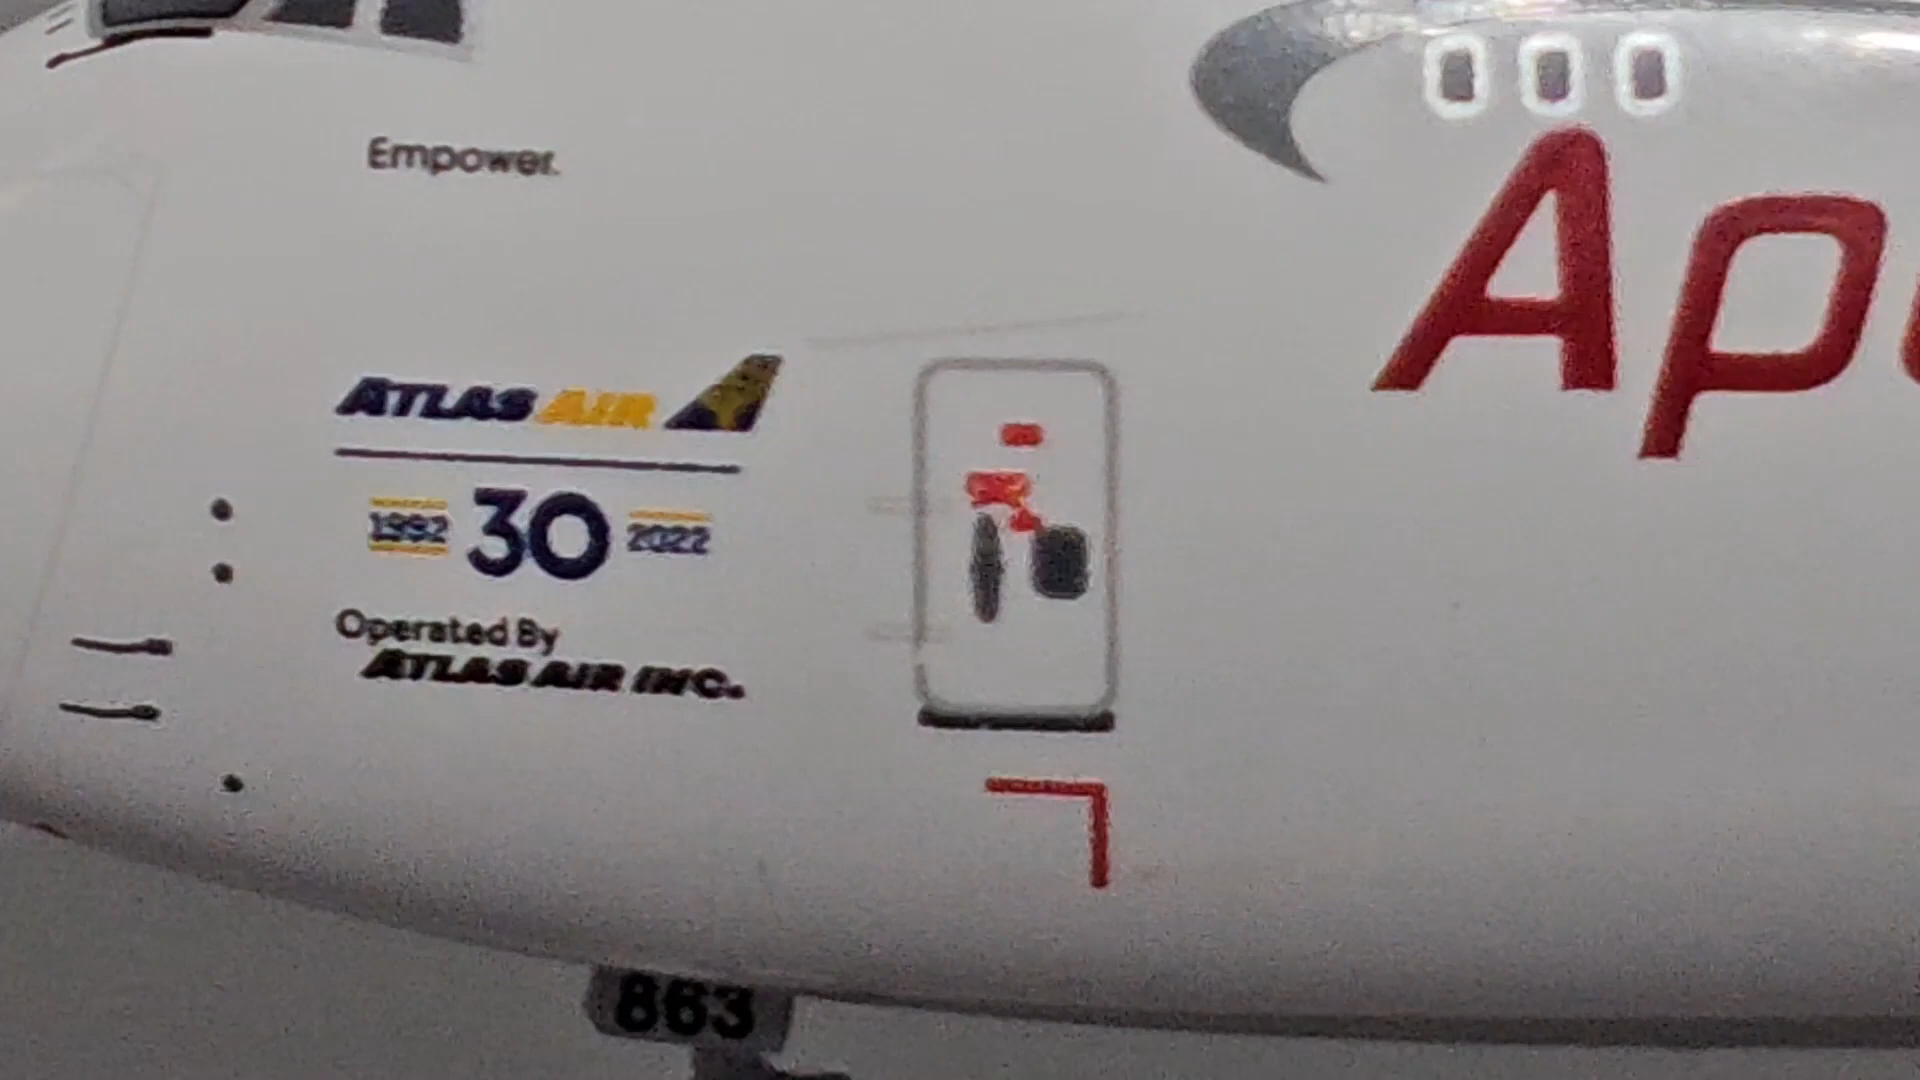 Empower.
Ap
ATLAS AIR
1992 30 2022
Operated By
ATLAS AIR INC.
863